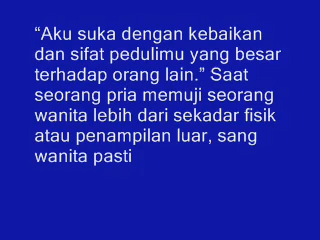 “Aku suka dengan kebaikan
dan sifat pedulimu yang besar
terhadap orang lain.” Saat
seorang pria memuji seorang
wanita lebih dari sekadar fisik
atau penampilan luar, sang
wanita pasti